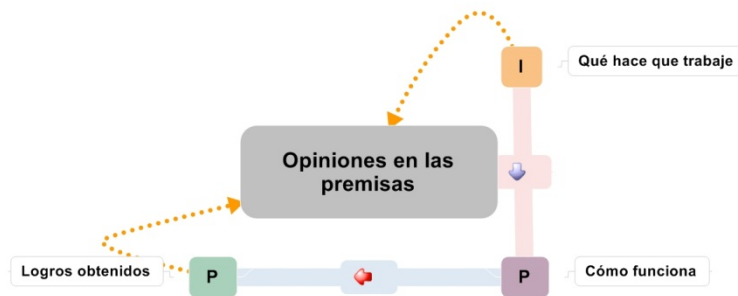 I
Qué hace que trabaje
Opiniones en las
premisas
Logros obtenidos
P
P
Cómo funciona